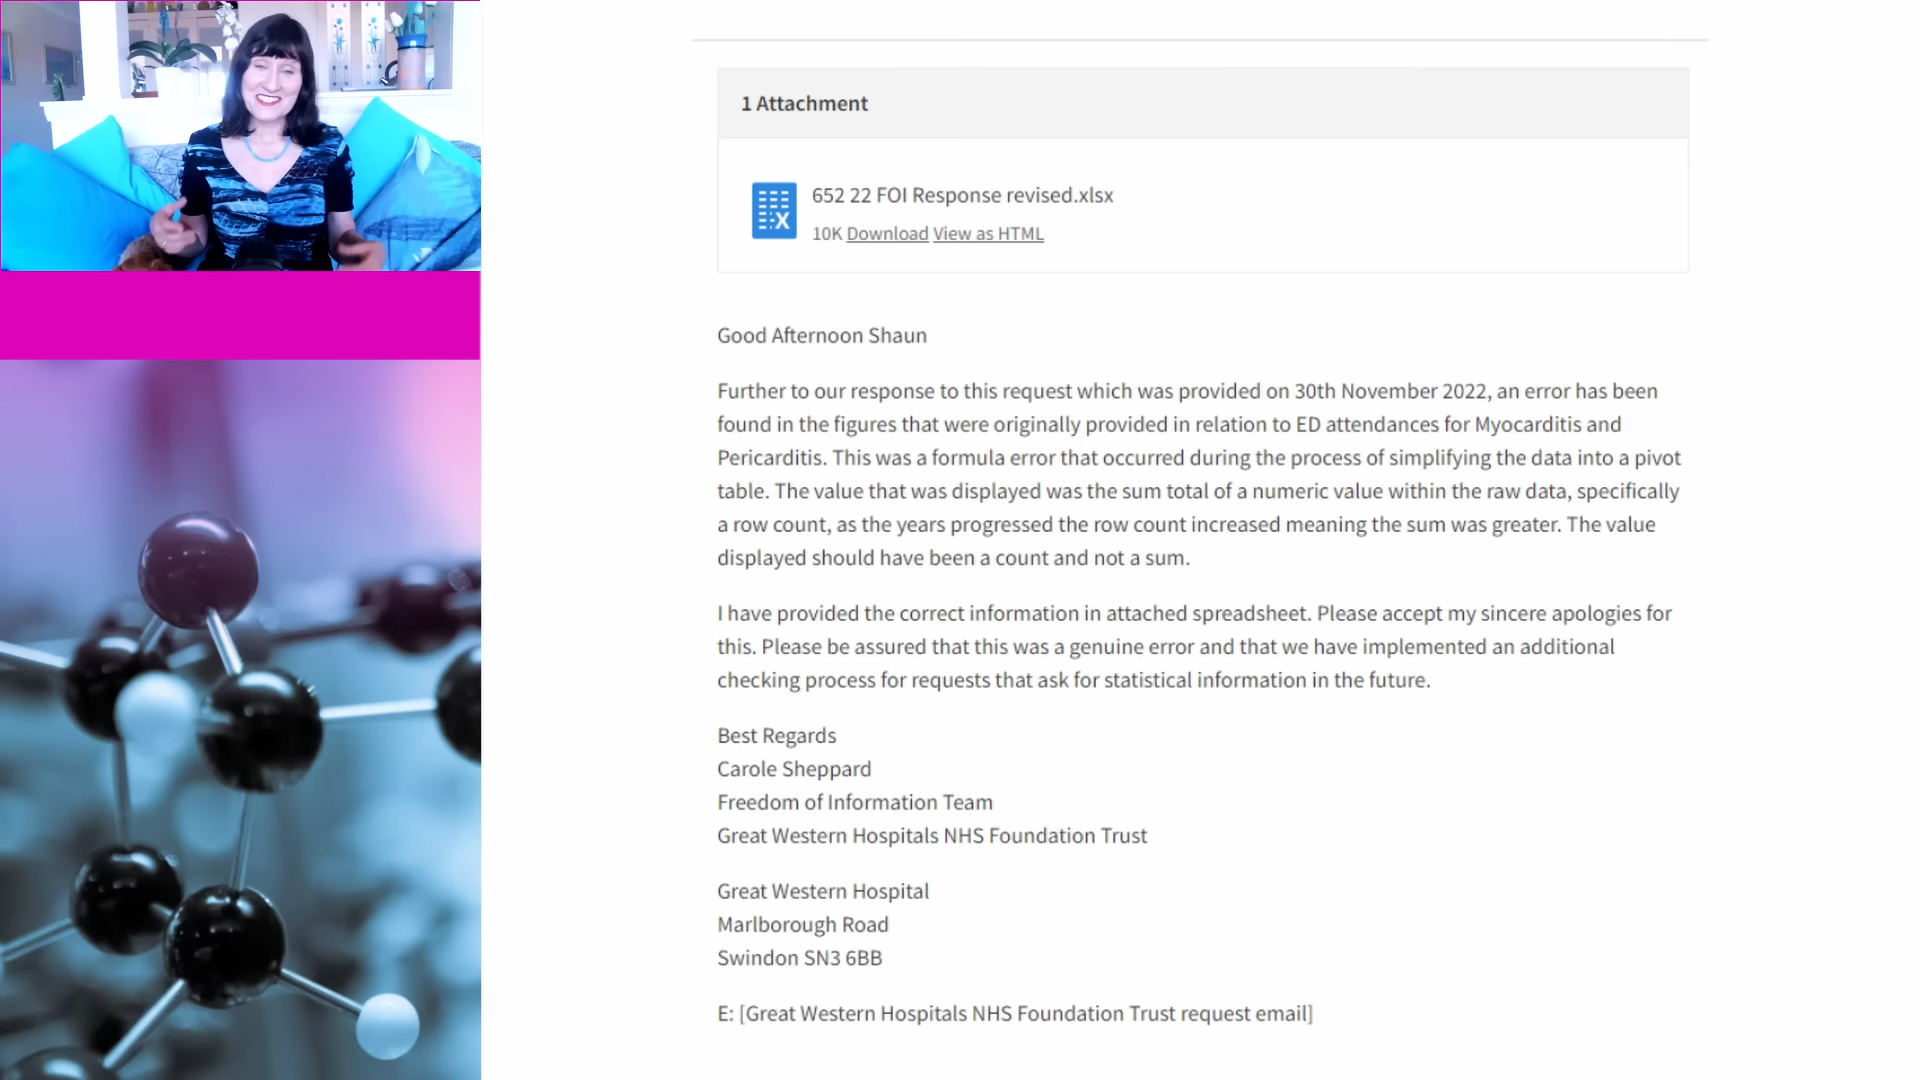 1 Attachment
652 22 FOI Response revised.xlsx
10K Download View as HTML
Good Afternoon Shaun
Further to our response to this request which was provided on 30th November 2022, an error has been
found in the figures that were originally provided in relation to ED attendances for Myocarditis and
Pericarditis. This was a formula error that occurred during the process of simplifying the data into a pivot
table. The value that was displayed was the sum total of a numeric value within the raw data, specifically
a row count, as the years progressed the row count increased meaning the sum was greater. The value
displayed should have been a count and not a sum.
I have provided the correct information in attached spreadsheet. Please accept my sincere apologies for
this. Please be assured that this was a genuine error and that we have implemented an additional
checking process for requests that ask for statistical information in the future.
Best Regards
Carole Sheppard
Freedom of Information Team
Great Western Hospitals NHS Foundation Trust
Great Western Hospital
Marlborough Road
Swindon SN3 6BB
E: [Great Western Hospitals NHS Foundation Trust request email]